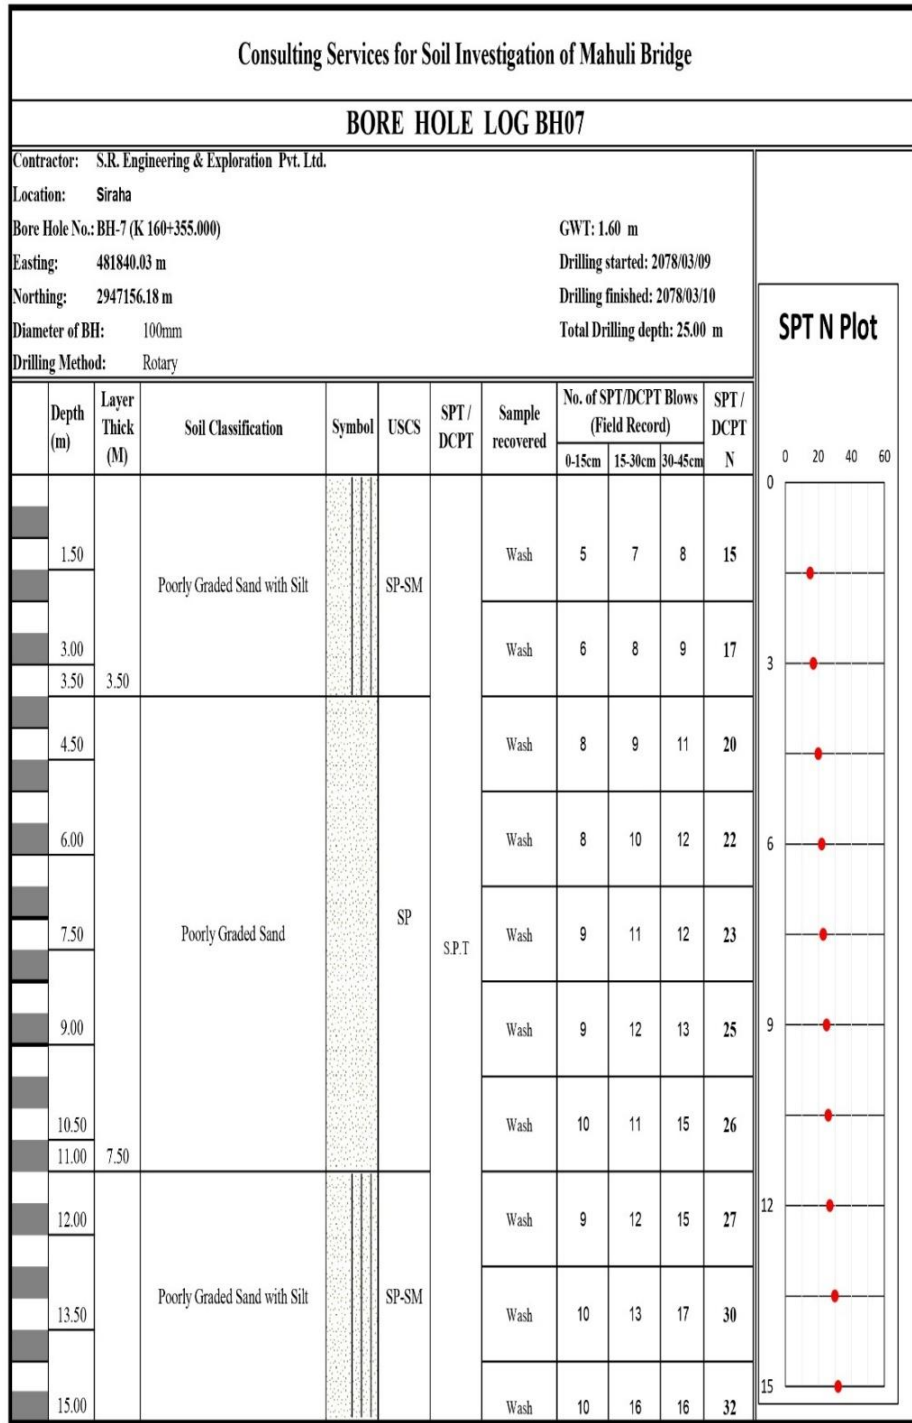 Consulting Services for Soil Investigation of Mahuli Bridge
BORE HOLE LOG BH07
Contractor: S.R. Engineering & Exploration Pvt. Ltd.
Location: Siraha
Bore Hole No.: BH-7 (K 160+355.000) GWT: 1.60 m
Easting: 481840.03 m Drilling started: 2078/03/09
Northing: 2947156.18 m Drilling finished: 2078/03/10
Diameter of BH: 100mm Total Drilling depth: 25.00 m
Drilling Method: Rotary
SPT N Plot
Depth (m) Layer Thick (M) Soil Classification Symbol USCS SPT / DCPT Sample recovered No. of SPT/DCPT Blows (Field Record) SPT / DCPT N
0-15cm 15-30cm 30-45cm
0 20 40 60
0
1.50 Wash 5 7 8 15
Poorly Graded Sand with Silt SP-SM
3.00 Wash 6 8 9 17
3
3.50 3.50
4.50 Wash 8 9 11 20
6.00 Wash 8 10 12 22
6
Poorly Graded Sand SP
7.50 Wash 9 11 12 23
S.P.T
9.00 Wash 9 12 13 25
9
10.50 Wash 10 11 15 26
11.00 7.50
12.00 Wash 9 12 15 27
12
Poorly Graded Sand with Silt SP-SM
13.50 Wash 10 13 17 30
15.00 Wash 10 16 16 32
15